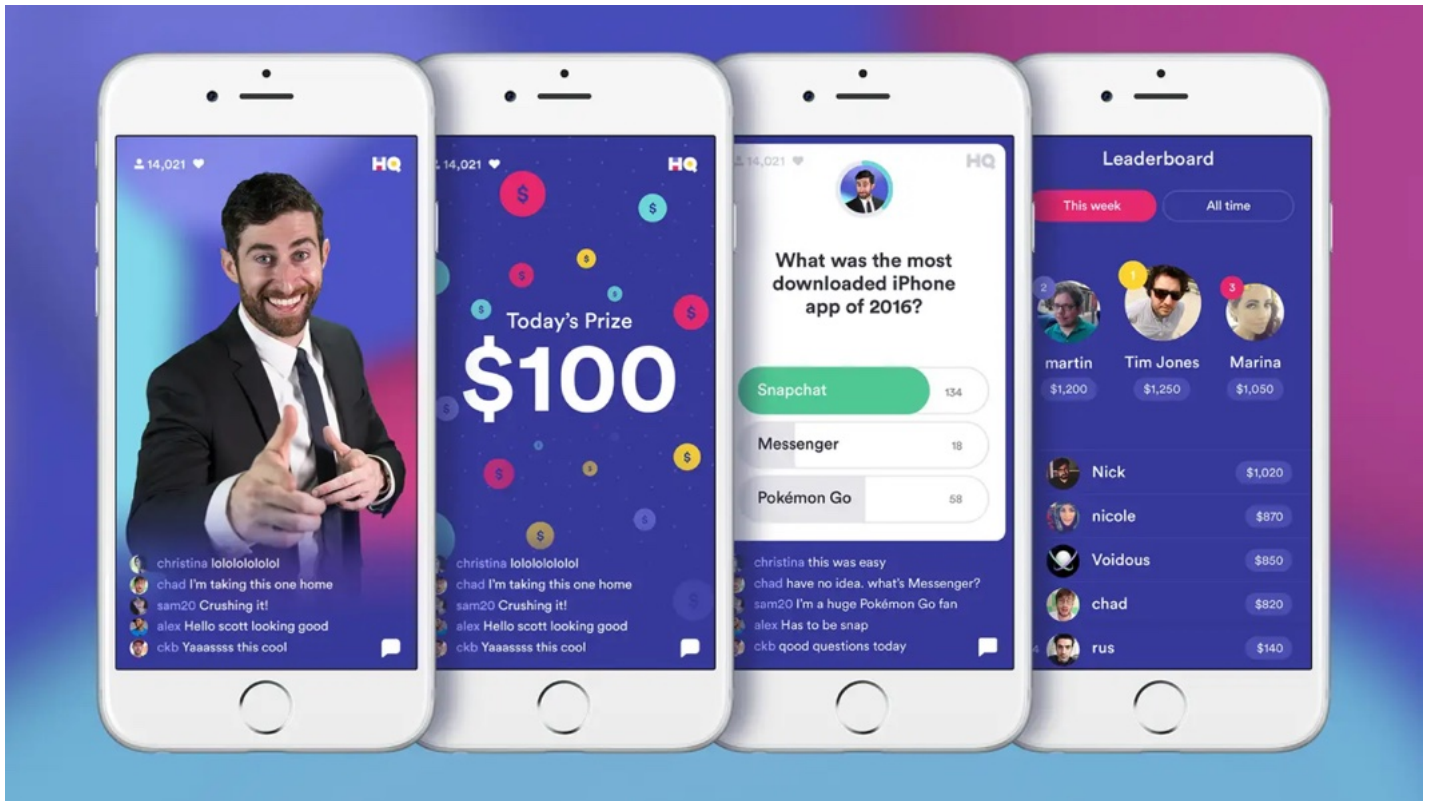 14,021
HQ
christina lolololololol
chad I'm taking this one home
sam20 Crushing it!
alex Hello scott looking good
ckb Yaaassss this cool
14,021
HQ
$
$
$
$
$
$
$
Today's Prize
$100
$
$
$
$
$
$
$
$
christina lolololololol
chad I'm taking this one home
sam20 Crushing it!
alex Hello scott looking good
ckb Yaaassss this cool
14,021
HQ
What was the most
downloaded iPhone
app of 2016?
Snapchat 134
Messenger 18
Pokémon Go 58
christina this was easy
chad have no idea. what's Messenger?
sam20 I'm a huge Pokémon Go fan
alex Has to be snap
ckb good questions today
Leaderboard
This week All time
2 1 3
martin Tim Jones Marina
$1,200 $1,250 $1,050
Nick $1,020
nicole $870
Voidous $850
chad $820
4 rus $140